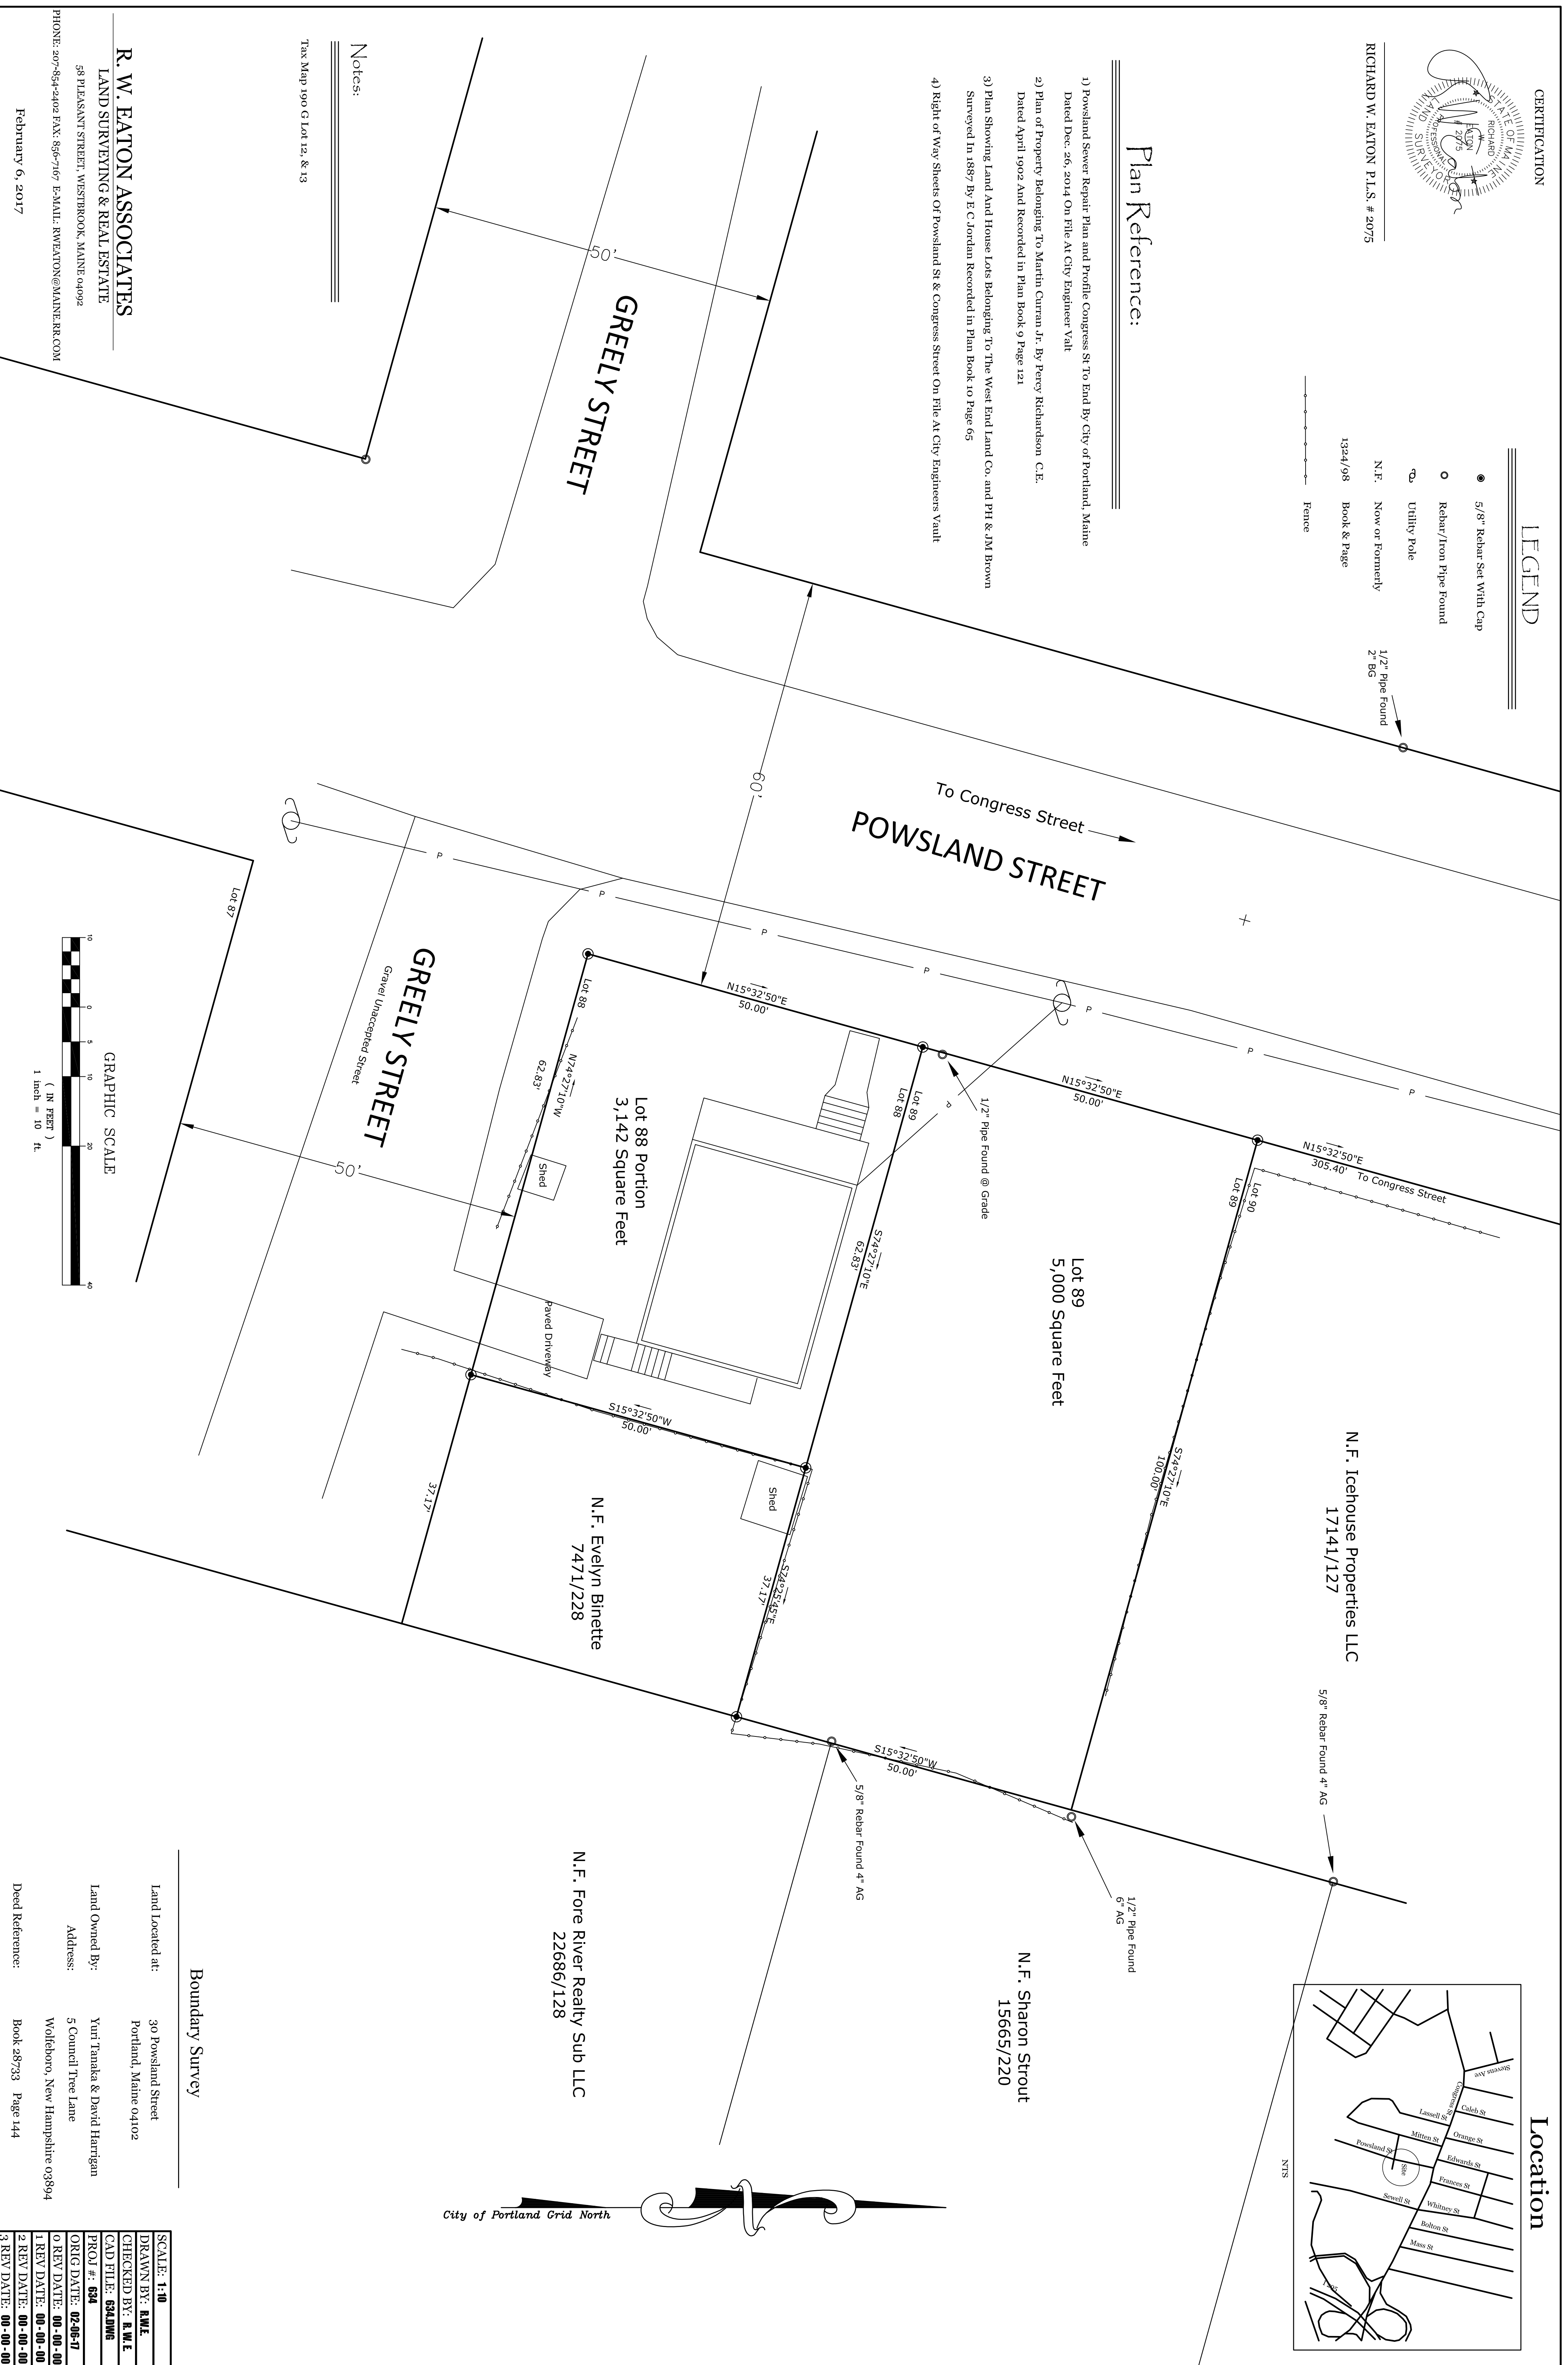 CERTIFICATION
STATE OF MAINE
RICHARD
W
EATON
# 2075
PROFESSIONAL
LAND SURVEYOR
RICHARD W. EATON P.L.S. # 2075
LEGEND
5/8" Rebar Set With Cap
Rebar/Iron Pipe Found
Utility Pole
N.F. Now or Formerly
1324/98 Book & Page
Fence
Plan Reference:
1) Powsland Sewer Repair Plan and Profile Congress St To End By City of Portland, Maine
Dated Dec. 26, 2014 On File At City Engineer Valt
2) Plan of Property Belonging To Martin Curran Jr. By Percy Richardson C.E.
Dated April 1902 And Recorded in Plan Book 9 Page 121
3) Plan Showing Land And House Lots Belonging To The West End Land Co. and PH & JM Brown
Surveyed In 1887 By E C Jordan Recorded in Plan Book 10 Page 65
4) Right of Way Sheets Of Powsland St & Congress Street On File At City Engineers Vault
Notes:
Tax Map 190 G Lot 12, & 13
R. W. EATON ASSOCIATES
LAND SURVEYING & REAL ESTATE
58 PLEASANT STREET, WESTBROOK, MAINE 04092
PHONE: 207-854-2402 FAX: 856-7167 E-MAIL: RWEATON@MAINE.RR.COM
February 6, 2017
1/2" Pipe Found
2" BG
50'
GREELY STREET
60'
To Congress Street
POWSLAND STREET
P
P
P
P
P
P
P
P
Lot 87
GREELY STREET
Gravel Unaccepted Street
50'
Lot 88
N74°27'10"W
62.83'
N15°32'50"E
50.00'
Lot 89
Lot 88
1/2" Pipe Found @ Grade
N15°32'50"E
50.00'
N15°32'50"E
305.40' To Congress Street
Lot 90
Lot 89
Lot 88 Portion
3,142 Square Feet
Shed
S74°27'10"E
62.83'
Lot 89
5,000 Square Feet
Paved Driveway
S15°32'50"W
50.00'
S74°27'10"E
100.00'
N.F. Icehouse Properties LLC
17141/127
37.17'
Shed
N.F. Evelyn Binette
7471/228
S74°25'45"E
37.17'
S15°32'50"W
50.00'
5/8" Rebar Found 4" AG
5/8" Rebar Found 4" AG
1/2" Pipe Found
6" AG
N.F. Sharon Strout
15665/220
N.F. Fore River Realty Sub LLC
22686/128
GRAPHIC SCALE
10 0 5 10 20 40
( IN FEET )
1 inch = 10 ft.
Location
Stevens Ave
Congress St
Caleb St
Lassell St
Orange St
Mitten St
Edwards St
Powsland St
Site
Frances St
Whitney St
Sewell St
Bolton St
Mass St
I 295
NTS
N
City of Portland Grid North
Boundary Survey
Land Located at: 30 Powsland Street
Portland, Maine 04102
Land Owned By: Yuri Tanaka & David Harrigan
Address: 5 Council Tree Lane
Wolfeboro, New Hampshire 03894
Deed Reference: Book 28733 Page 144
SCALE: 1:10
DRAWN BY: R.W.E.
CHECKED BY: R. W. E.
CAD FILE: 634.DWG
PROJ #: 634
ORIG DATE: 02-06-17
0 REV DATE: 00-00-00
1 REV DATE: 00-00-00
2 REV DATE: 00-00-00
3 REV DATE: 00-00-00